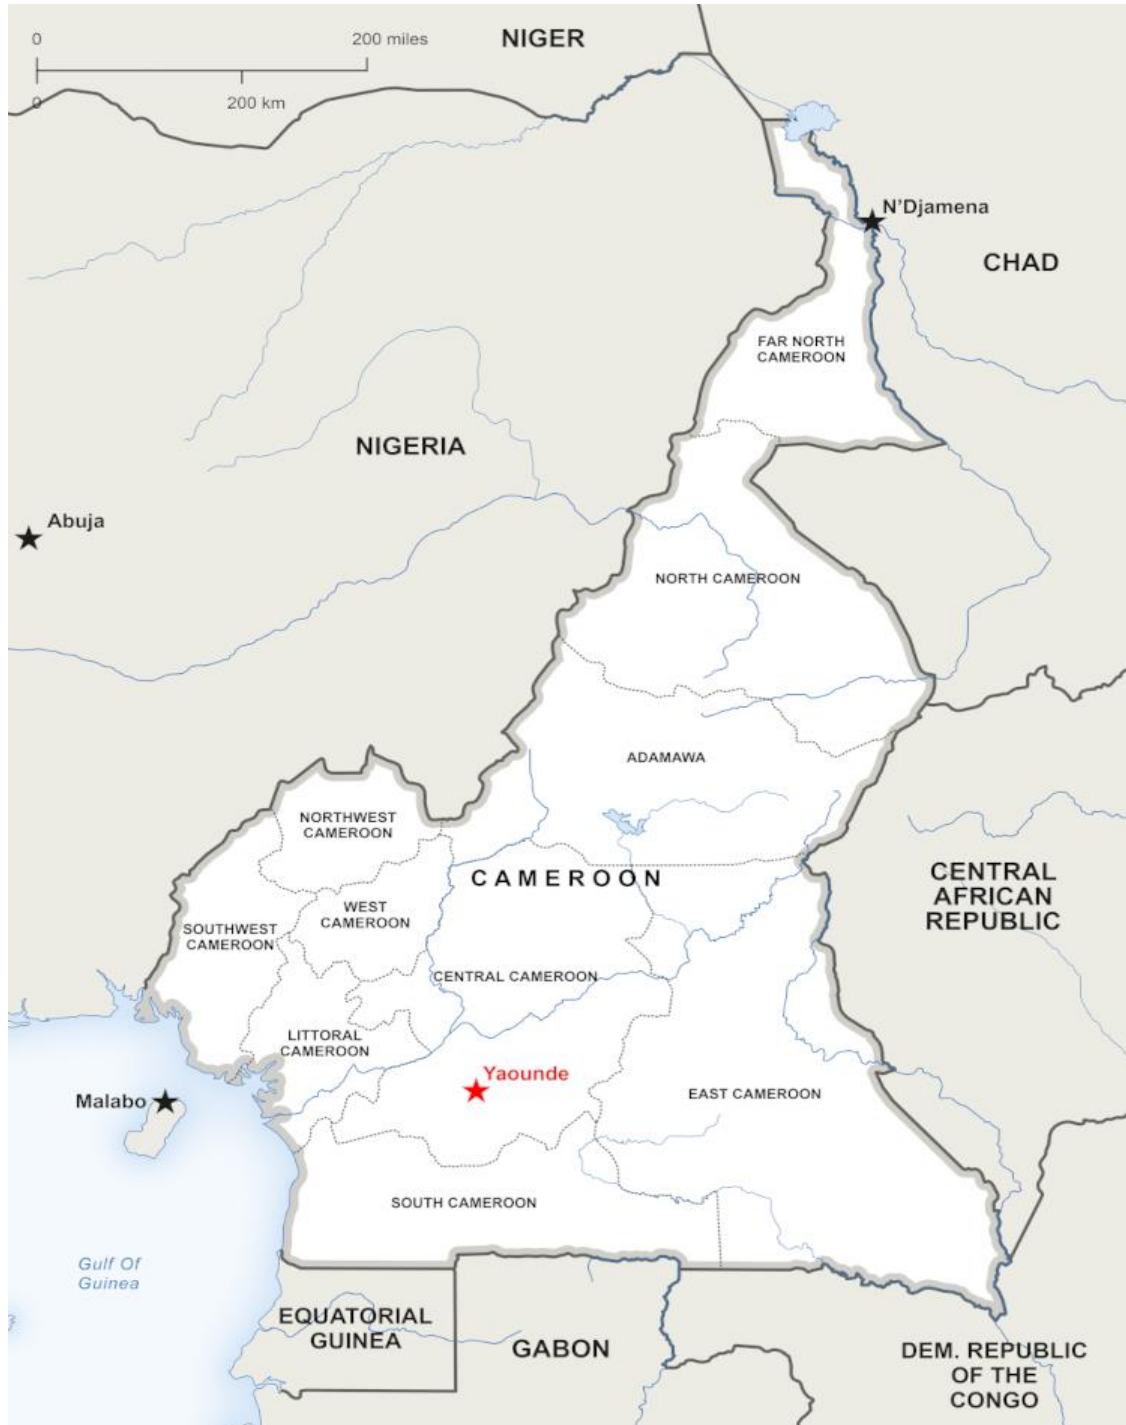 0
200 miles
0
200 km
NIGER
N'Djamena
CHAD
FAR NORTH
CAMEROON
NIGERIA
Abuja
NORTH CAMEROON
ADAMAWA
NORTHWEST
CAMEROON
CAMEROON
CENTRAL
AFRICAN
REPUBLIC
WEST
CAMEROON
SOUTHWEST
CAMEROON
CENTRAL CAMEROON
LITTORAL
CAMEROON
Yaounde
Malabo
EAST CAMEROON
SOUTH CAMEROON
Gulf Of
Guinea
EQUATORIAL
GUINEA
GABON
DEM. REPUBLIC
OF THE
CONGO